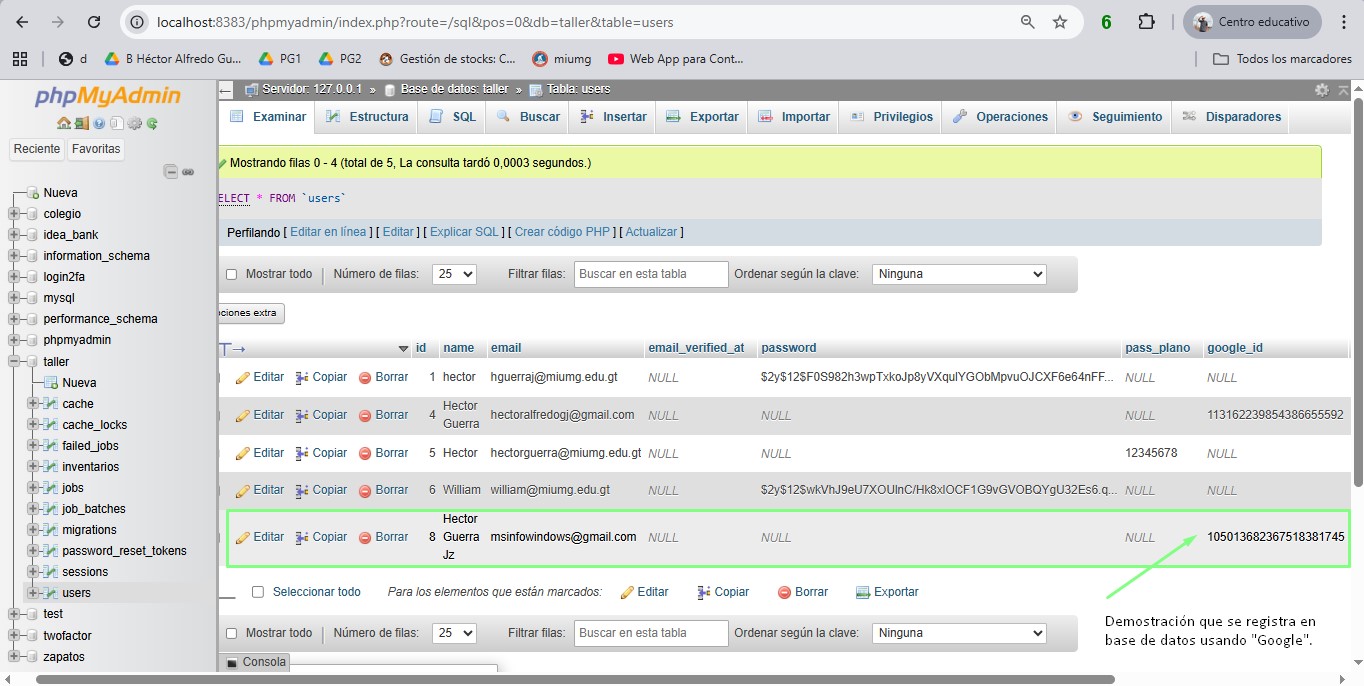 localhost:8383/phpmyadmin/index.php?route=/sql&pos=0&db=taller&table=users
6
Centro educativo
d
B Héctor Alfredo Gu...
PG1
PG2
Gestión de stocks: C...
miumg
Web App para Cont...
Todos los marcadores
phpMyAdmin
Reciente
Favoritas
Nueva
colegio
idea_bank
information_schema
login2fa
mysql
performance_schema
phpmyadmin
taller
Nueva
cache
cache_locks
failed_jobs
inventarios
jobs
job_batches
migrations
password_reset_tokens
sessions
users
test
twofactor
zapatos
Servidor: 127.0.0.1 » Base de datos: taller » Tabla: users
Examinar Estructura SQL Buscar Insertar Exportar Importar Privilegios Operaciones Seguimiento Disparadores
Mostrando filas 0 - 4 (total de 5, La consulta tardó 0,0003 segundos.)
ELECT * FROM `users`
Perfilando [ Editar en línea ] [ Editar ] [ Explicar SQL ] [ Crear código PHP ] [ Actualizar ]
Mostrar todo | Número de filas: 25 Filtrar filas: Buscar en esta tabla Ordenar según la clave: Ninguna
ciones extra
id name email email_verified_at password pass_plano google_id
Editar Copiar Borrar 1 hector hguerraj@miumg.edu.gt NULL $2y$12$F0S982h3wpTxkoJp8yVXqulYGObMpvuOJCXF6e64nFF... NULL NULL
Editar Copiar Borrar 4 Hector Guerra hectoralfredogj@gmail.com NULL NULL NULL 113162239854386655592
Editar Copiar Borrar 5 Hector hectorguerra@miumg.edu.gt NULL NULL 12345678 NULL
Editar Copiar Borrar 6 William william@miumg.edu.gt NULL $2y$12$wkVhJ9eU7XOUlnC/Hk8xlOCF1G9vGVOBQYgU32Es6.q... NULL NULL
Editar Copiar Borrar 8 Hector Guerra Jz msinfowindows@gmail.com NULL NULL NULL 105013682367518381745
Seleccionar todo Para los elementos que están marcados: Editar Copiar Borrar Exportar
Mostrar todo | Número de filas: 25 Filtrar filas: Buscar en esta tabla Ordenar según la clave: Ninguna
Consola
Demostración que se registra en
base de datos usando "Google".